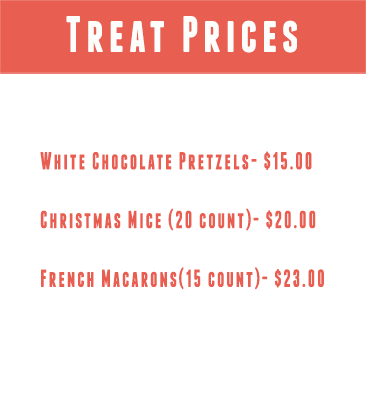 Treat Prices
White Chocolate Pretzels- $15.00
Christmas Mice (20 count)- $20.00
French Macarons(15 count)- $23.00